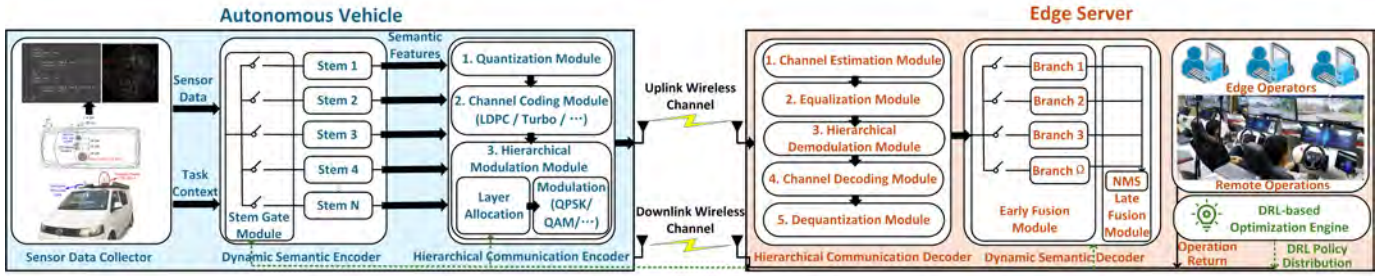 Autonomous Vehicle
Sensor Data Collector
Sensor
Data
Task
Context
Stem Gate
Module
Stem 1
Stem 2
Stem 3
Stem 4
Stem N
Dynamic Semantic Encoder
Semantic
Features
1. Quantization Module
2. Channel Coding Module
(LDPC / Turbo / ⋯)
3. Hierarchical
Modulation Module
Layer
Allocation
Modulation
(QPSK/
QAM/⋯)
Hierarchical Communication Encoder
Uplink Wireless
Channel
Downlink Wireless
Channel
Edge Server
1. Channel Estimation Module
2. Equalization Module
3. Hierarchical
Demodulation Module
4. Channel Decoding Module
5. Dequantization Module
Hierarchical Communication Decoder
Branch 1
Branch 2
Branch 3
Branch Ω
Early Fusion
Module
NMS
Late
Fusion
Module
Dynamic Semantic Decoder
Edge Operators
Remote Operations
DRL-based
Optimization Engine
Operation
Return
DRL Policy
Distribution